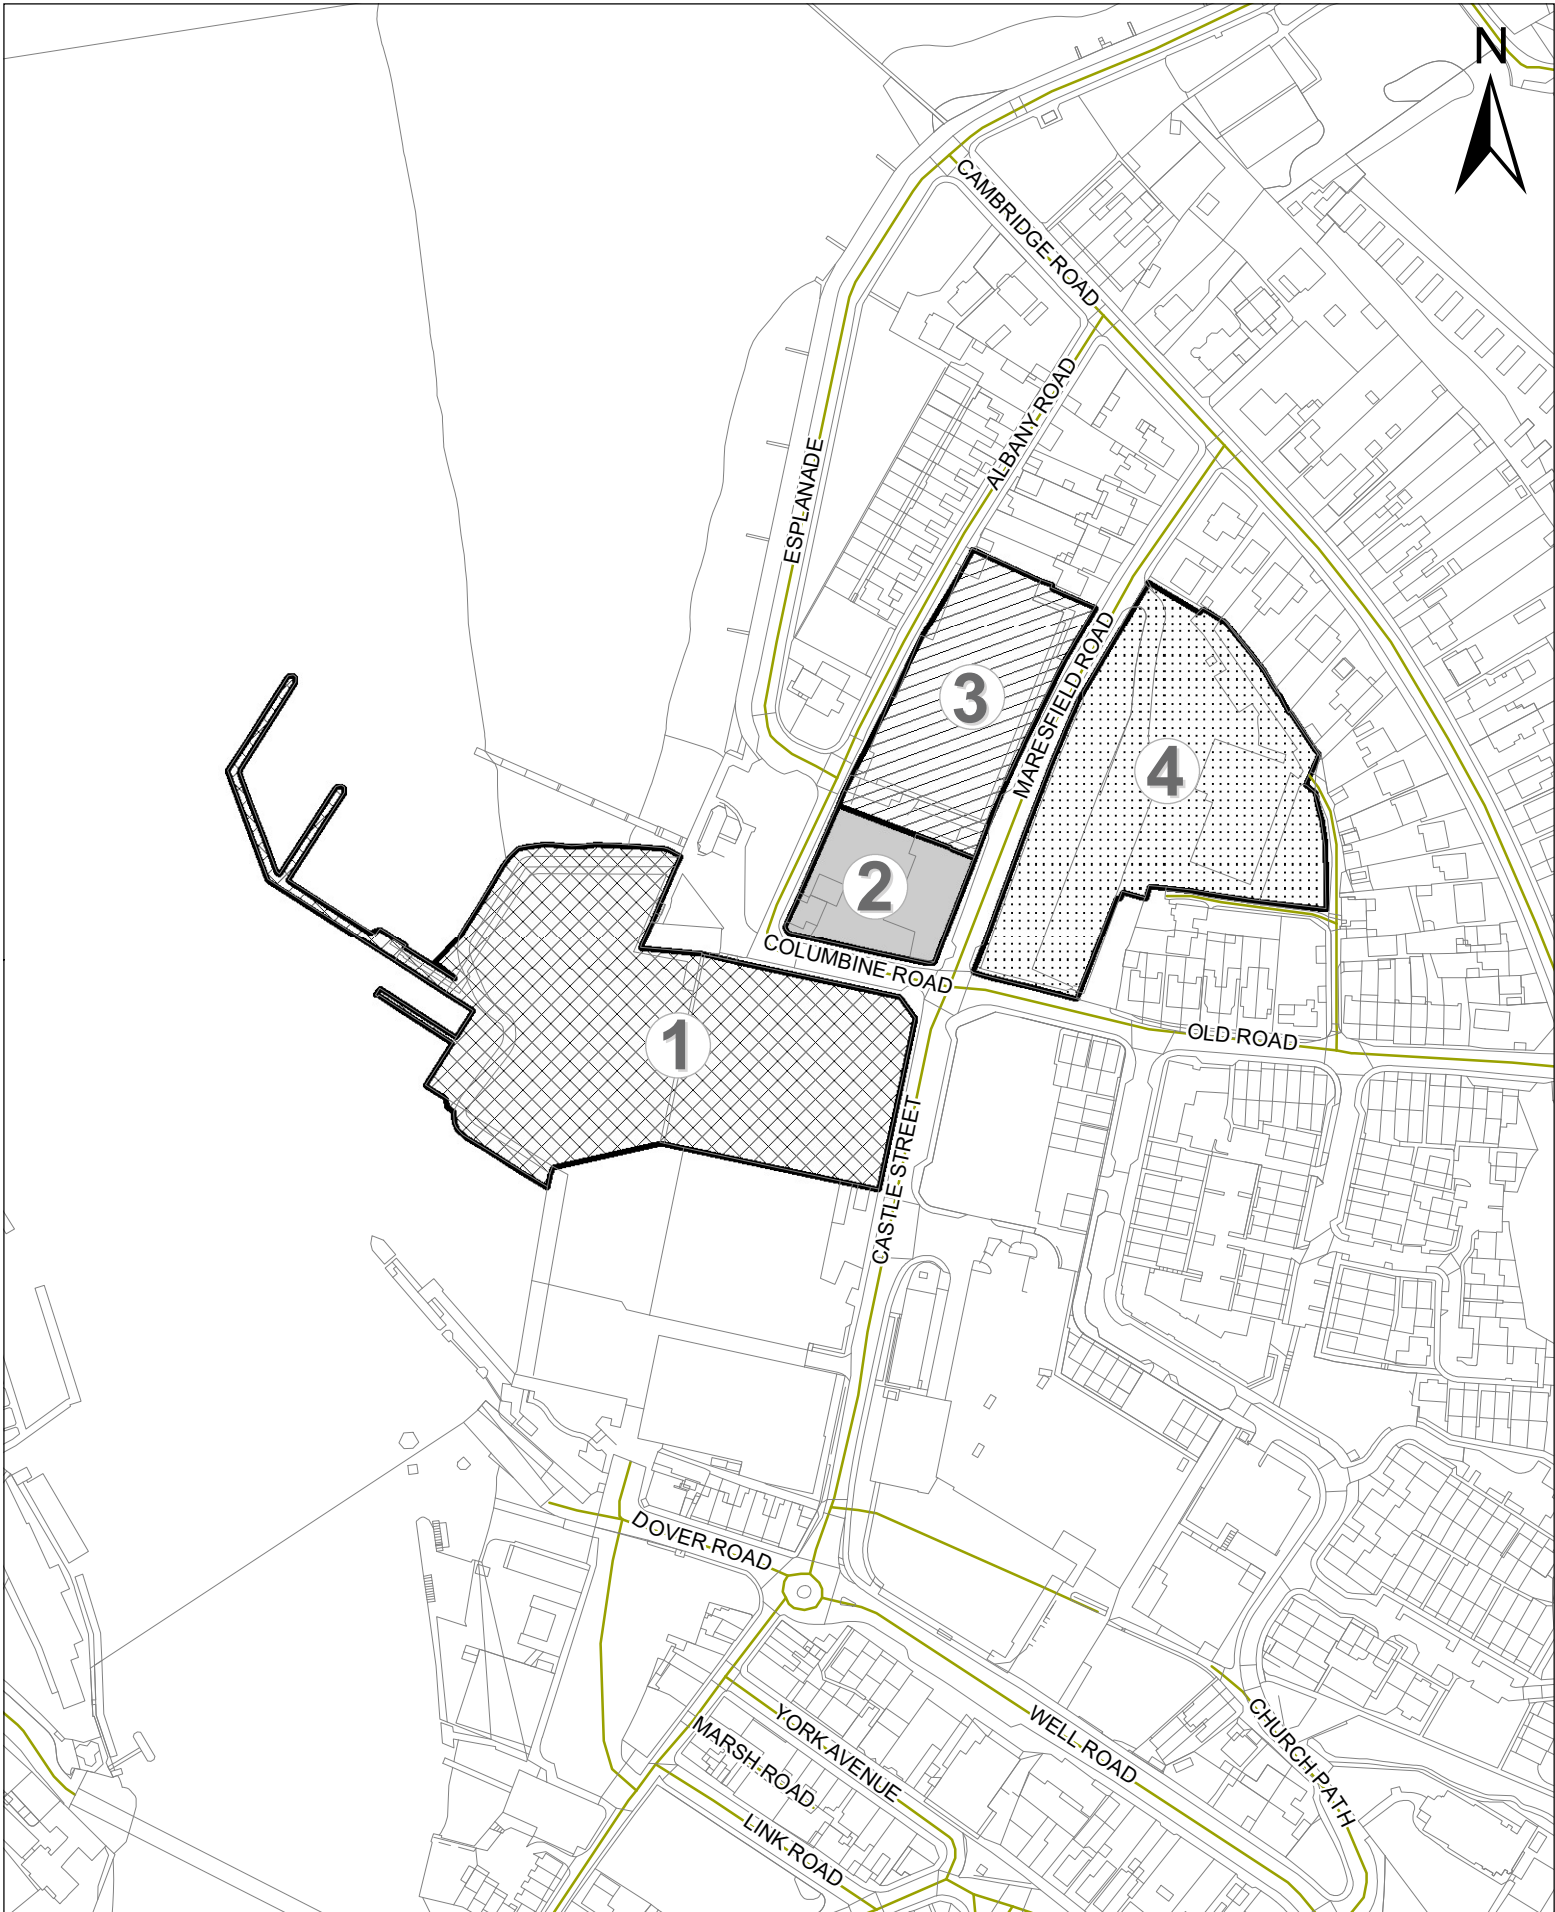 N
CAMBRIDGE ROAD
ALBANY ROAD
ESPLANADE
MARESFIELD ROAD
3
4
2
COLUMBINE ROAD
1
OLD ROAD
CASTLE STREET
DOVER ROAD
YORK AVENUE
MARSH ROAD
WELL ROAD
CHURCH PATH
LINK ROAD